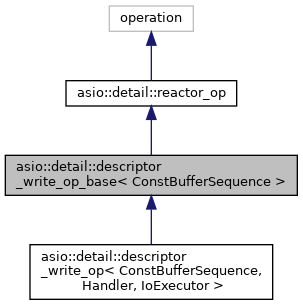 operation
asio::detail::reactor_op
asio::detail::descriptor
_write_op_base< ConstBufferSequence >
asio::detail::descriptor
_write_op< ConstBufferSequence,
Handler, IoExecutor >